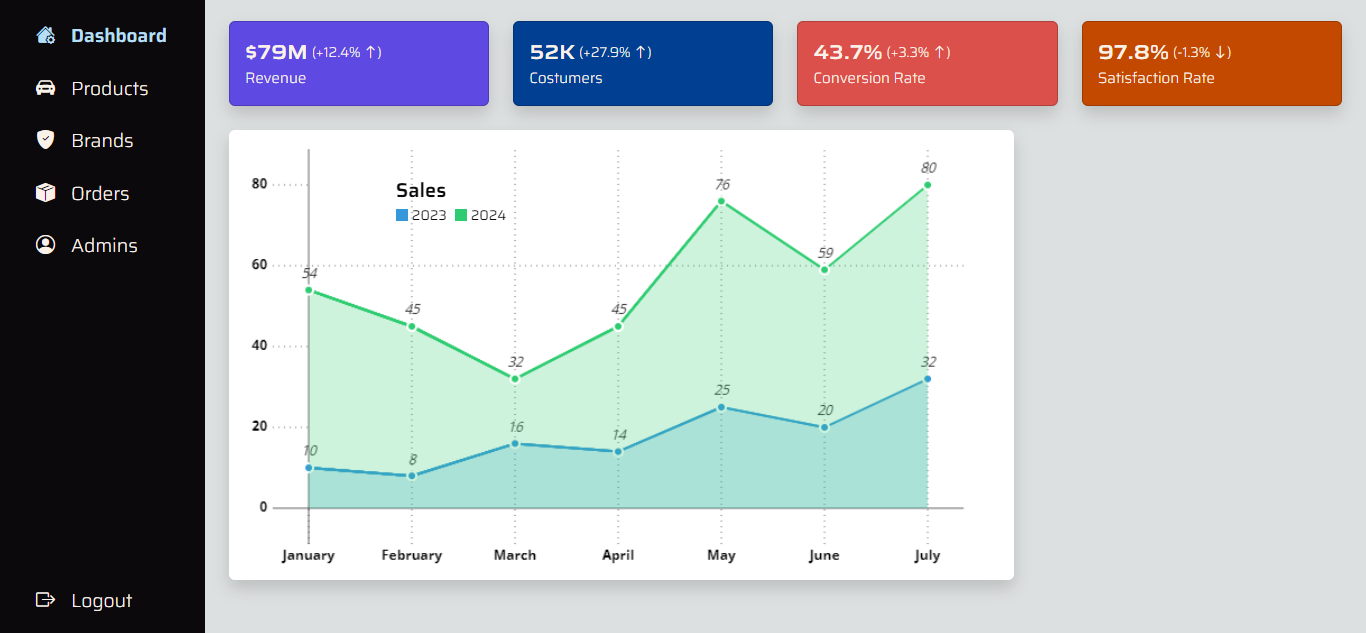 Dashboard
Products
Brands
Orders
Admins
Logout
$79M (+12.4% ↑)
Revenue
52K (+27.9% ↑)
Costumers
43.7% (+3.3% ↑)
Conversion Rate
97.8% (-1.3% ↓)
Satisfaction Rate
Sales
2023 2024
80
60
40
20
0
54 45 32 45 76 59 80
10 8 16 14 25 20 32
January February March April May June July